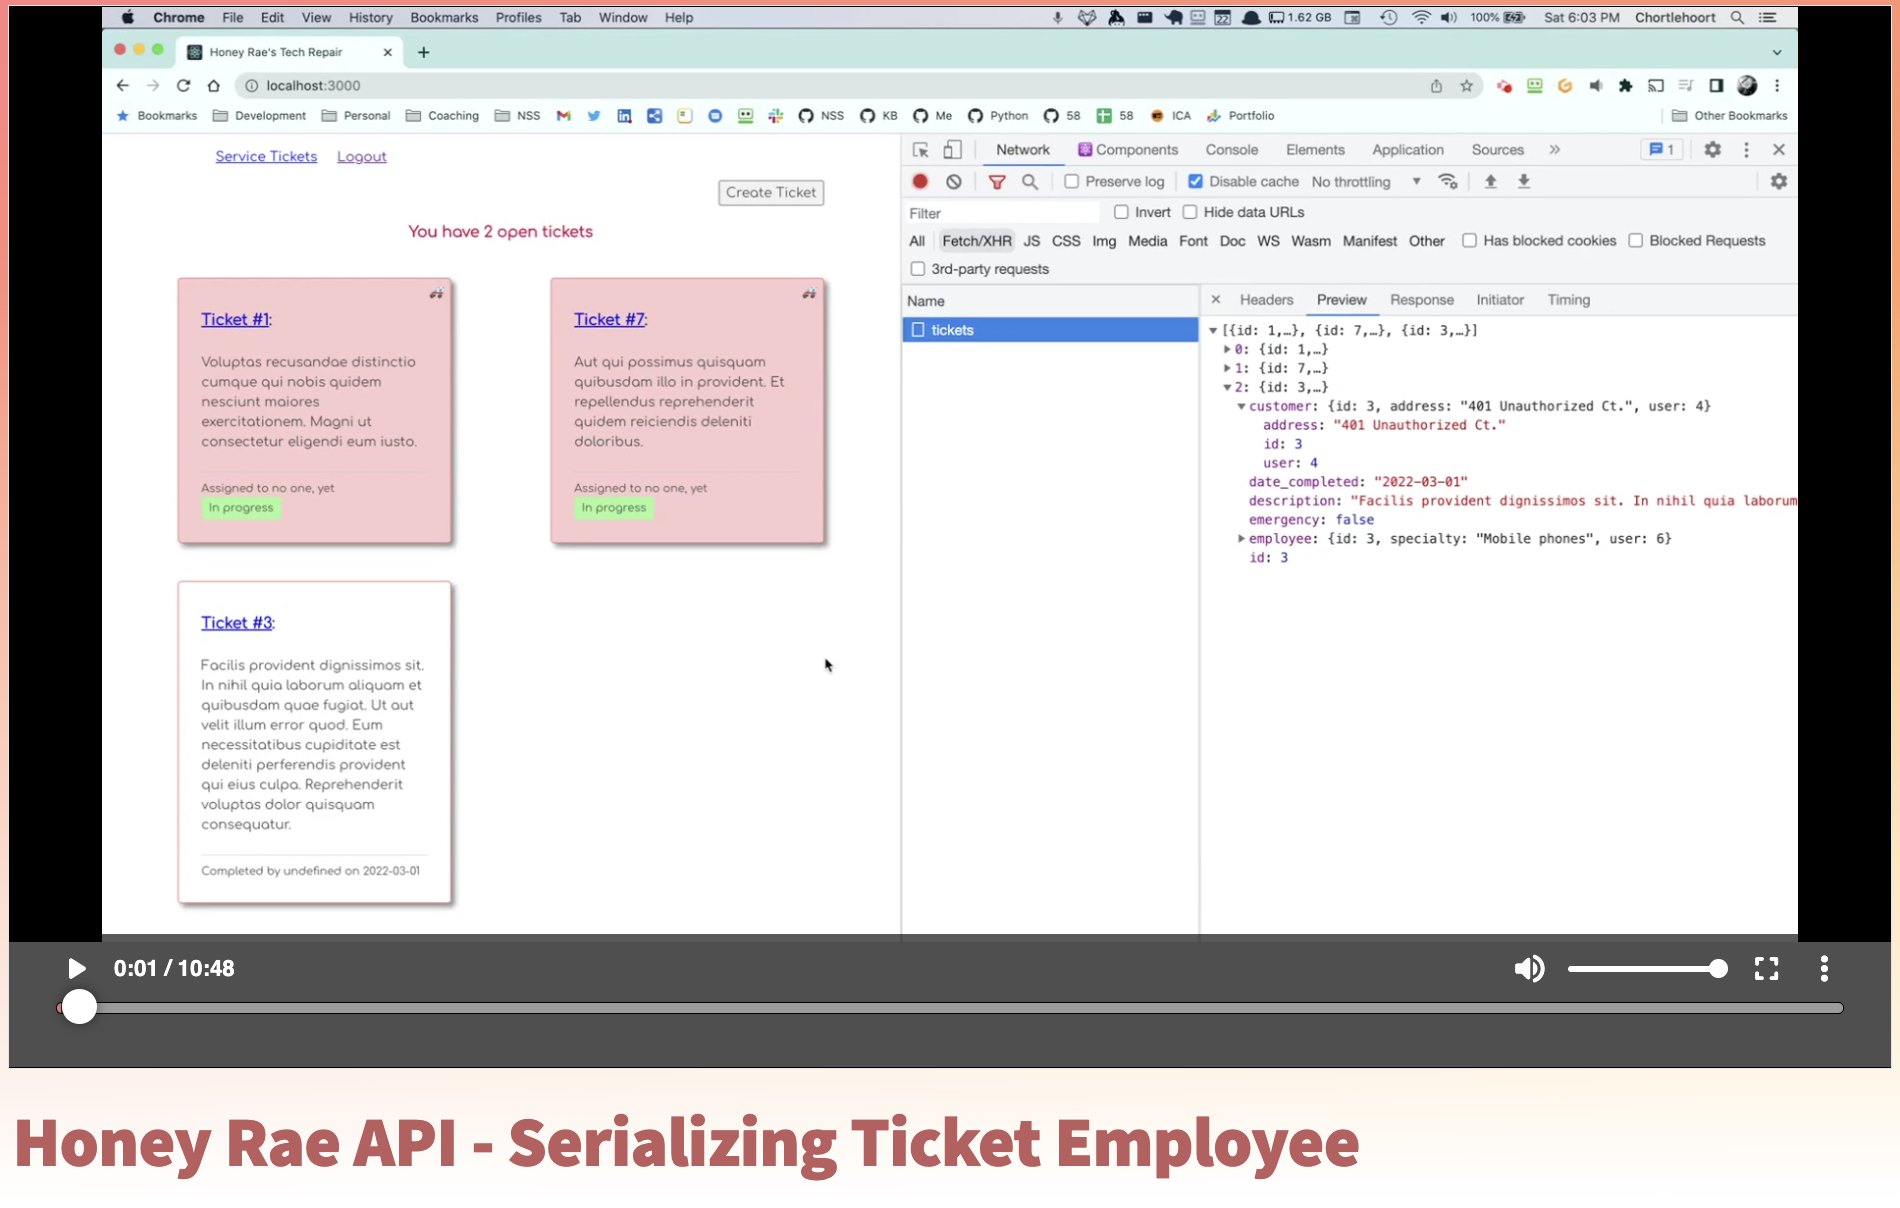 Chrome File Edit View History Bookmarks Profiles Tab Window Help 22 1.62 GB 100% Sat 6:03 PM Chortlehoort
Honey Rae's Tech Repair
localhost:3000
Bookmarks Development Personal Coaching NSS NSS KB Me Python 58 58 ICA Portfolio Other Bookmarks
Service Tickets Logout
Create Ticket
You have 2 open tickets
Ticket #1:
Voluptas recusandae distinctio
cumque qui nobis quidem
nesciunt maiores
exercitationem. Magni ut
consectetur eligendi eum iusto.
Assigned to no one, yet
In progress
Ticket #7:
Aut qui possimus quisquam
quibusdam illo in provident. Et
repellendus reprehenderit
quidem reiciendis deleniti
doloribus.
Assigned to no one, yet
In progress
Ticket #3:
Facilis provident dignissimos sit.
In nihil quia laborum aliquam et
quibusdam quae fugiat. Ut aut
velit illum error quod. Eum
necessitatibus cupiditate est
deleniti perferendis provident
qui eius culpa. Reprehenderit
voluptas dolor quisquam
consequatur.
Completed by undefined on 2022-03-01
Network Components Console Elements Application Sources 1
Preserve log Disable cache No throttling
Filter Invert Hide data URLs
All Fetch/XHR JS CSS Img Media Font Doc WS Wasm Manifest Other Has blocked cookies Blocked Requests
3rd-party requests
Name
tickets
Headers Preview Response Initiator Timing
[{id: 1,…}, {id: 7,…}, {id: 3,…}]
0: {id: 1,…}
1: {id: 7,…}
2: {id: 3,…}
customer: {id: 3, address: "401 Unauthorized Ct.", user: 4}
address: "401 Unauthorized Ct."
id: 3
user: 4
date_completed: "2022-03-01"
description: "Facilis provident dignissimos sit. In nihil quia laborum
emergency: false
employee: {id: 3, specialty: "Mobile phones", user: 6}
id: 3
0:01 / 10:48
Honey Rae API - Serializing Ticket Employee